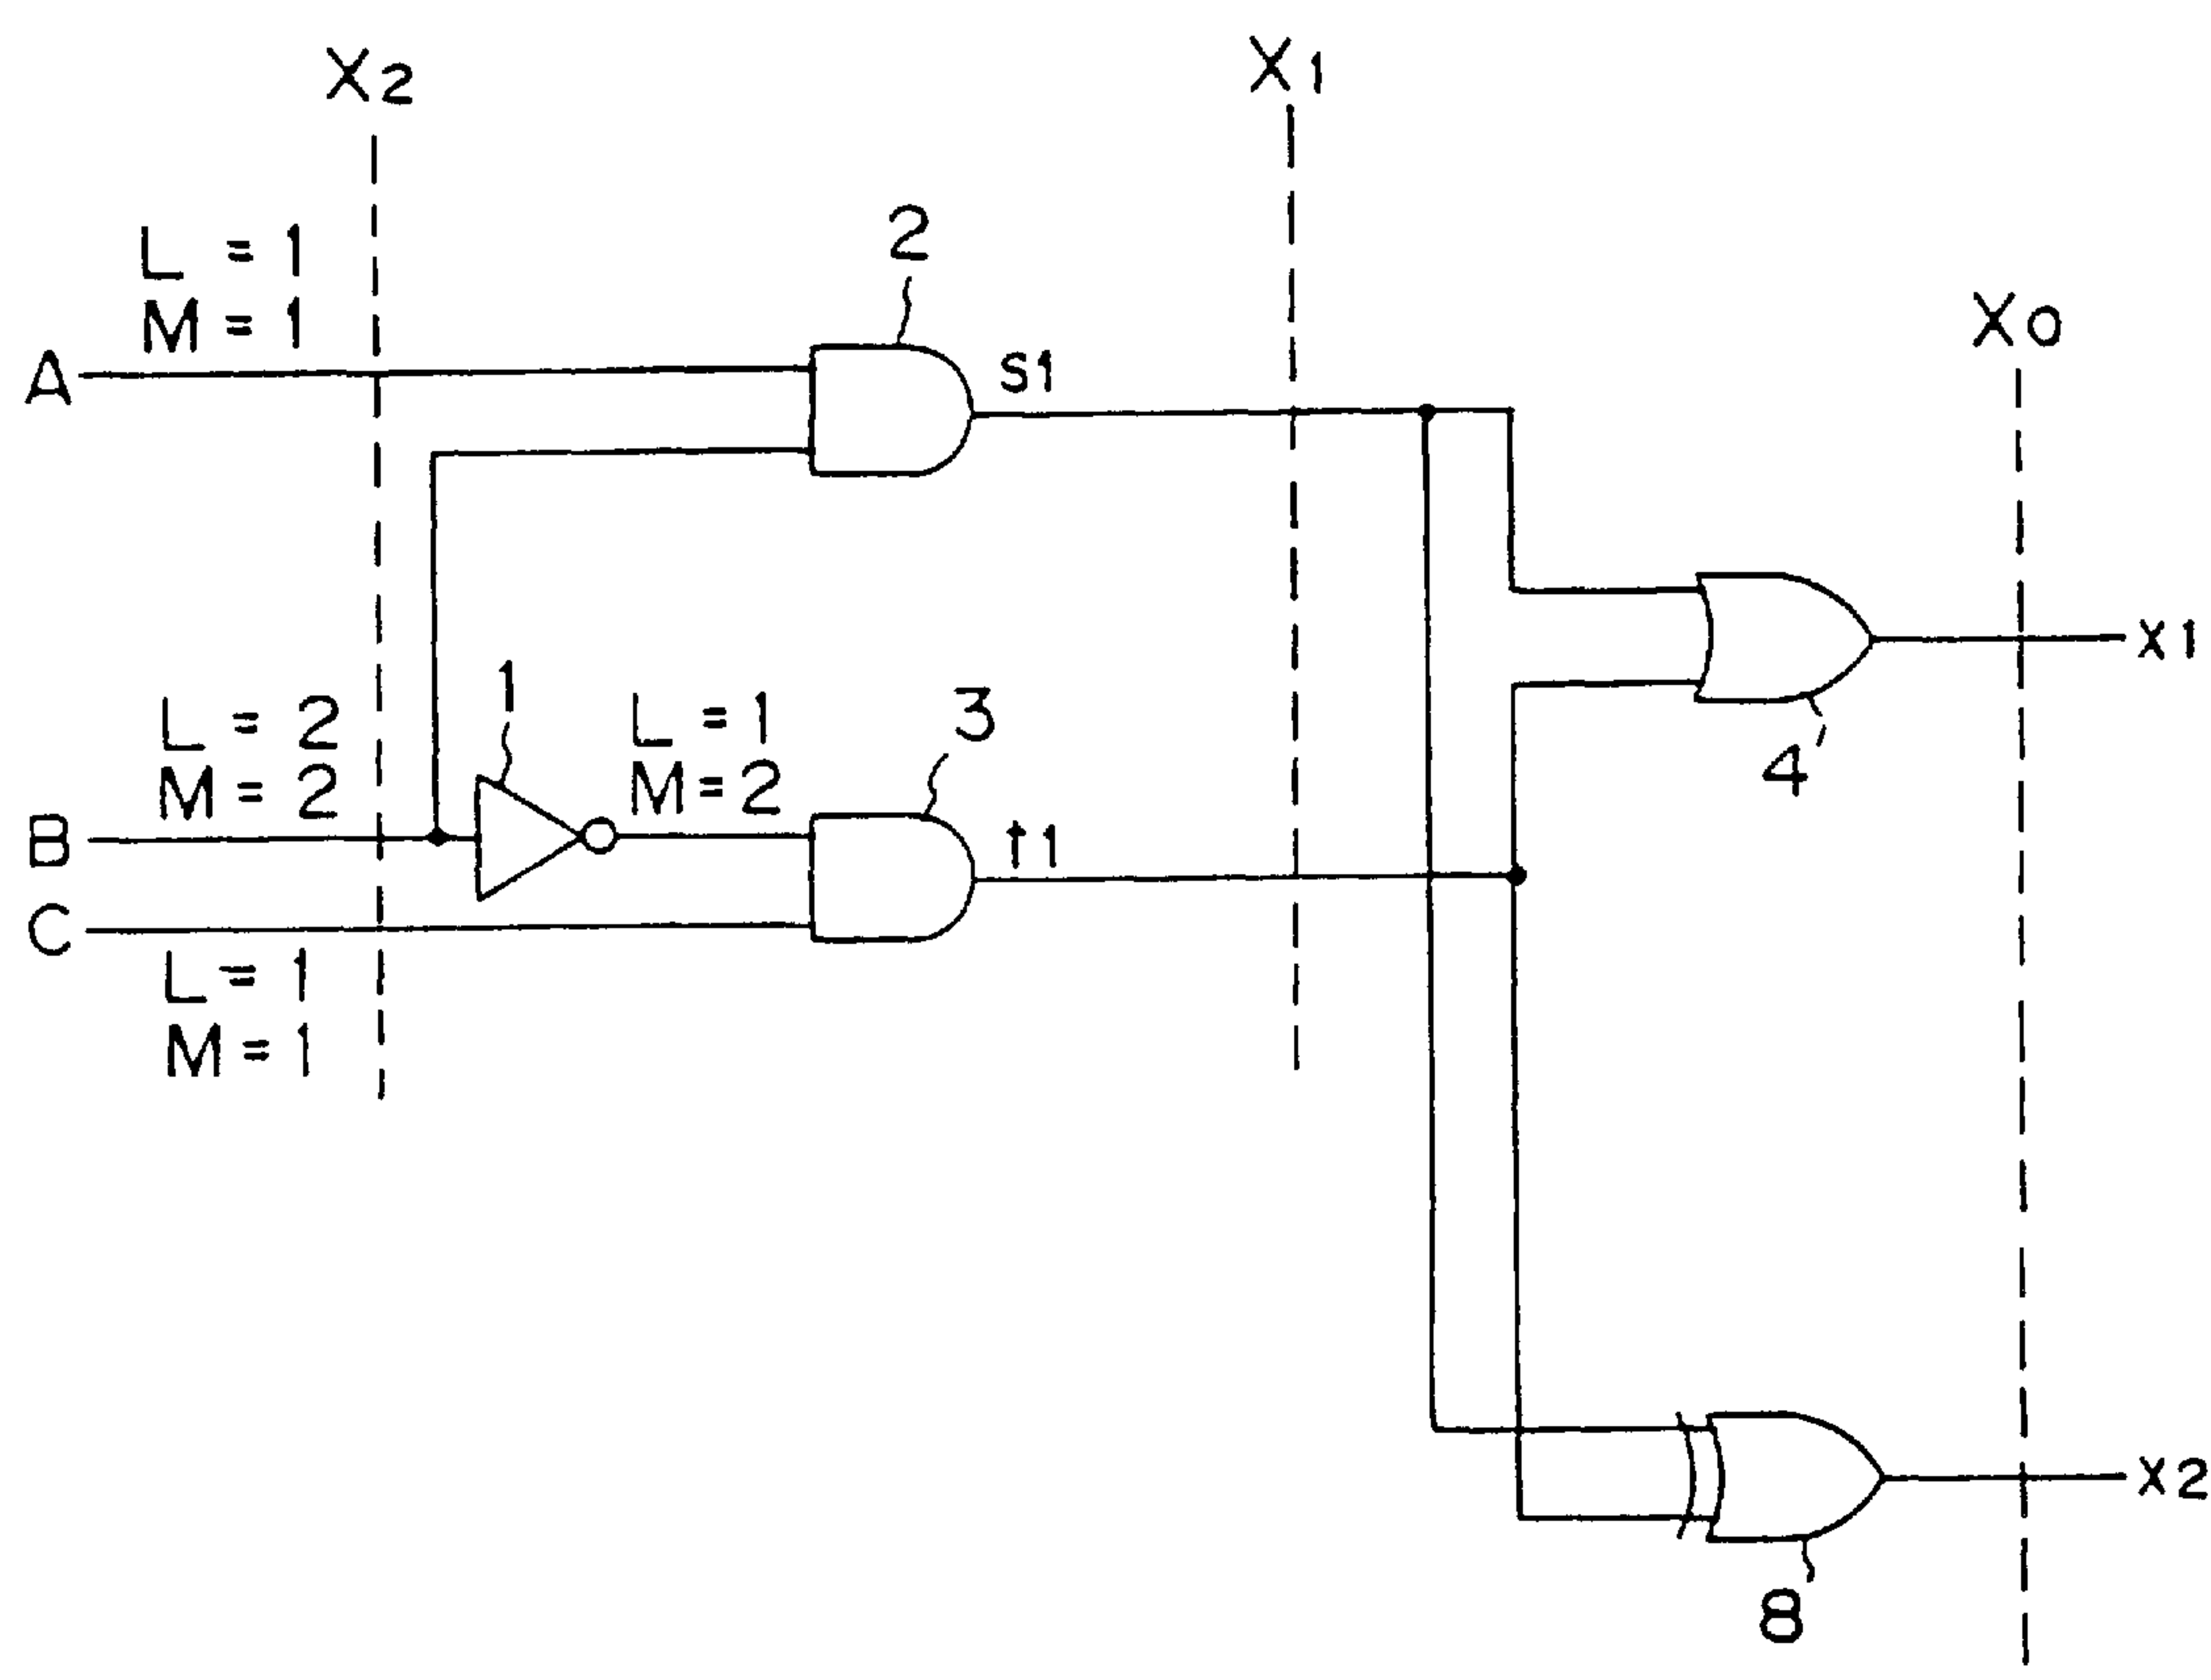 X2
X1
L = 1
M = 1
2
A
s1
X0
x1
L = 2
M = 2
1
L = 1
M = 2
3
4
B
t1
C
L = 1
M = 1
x2
8